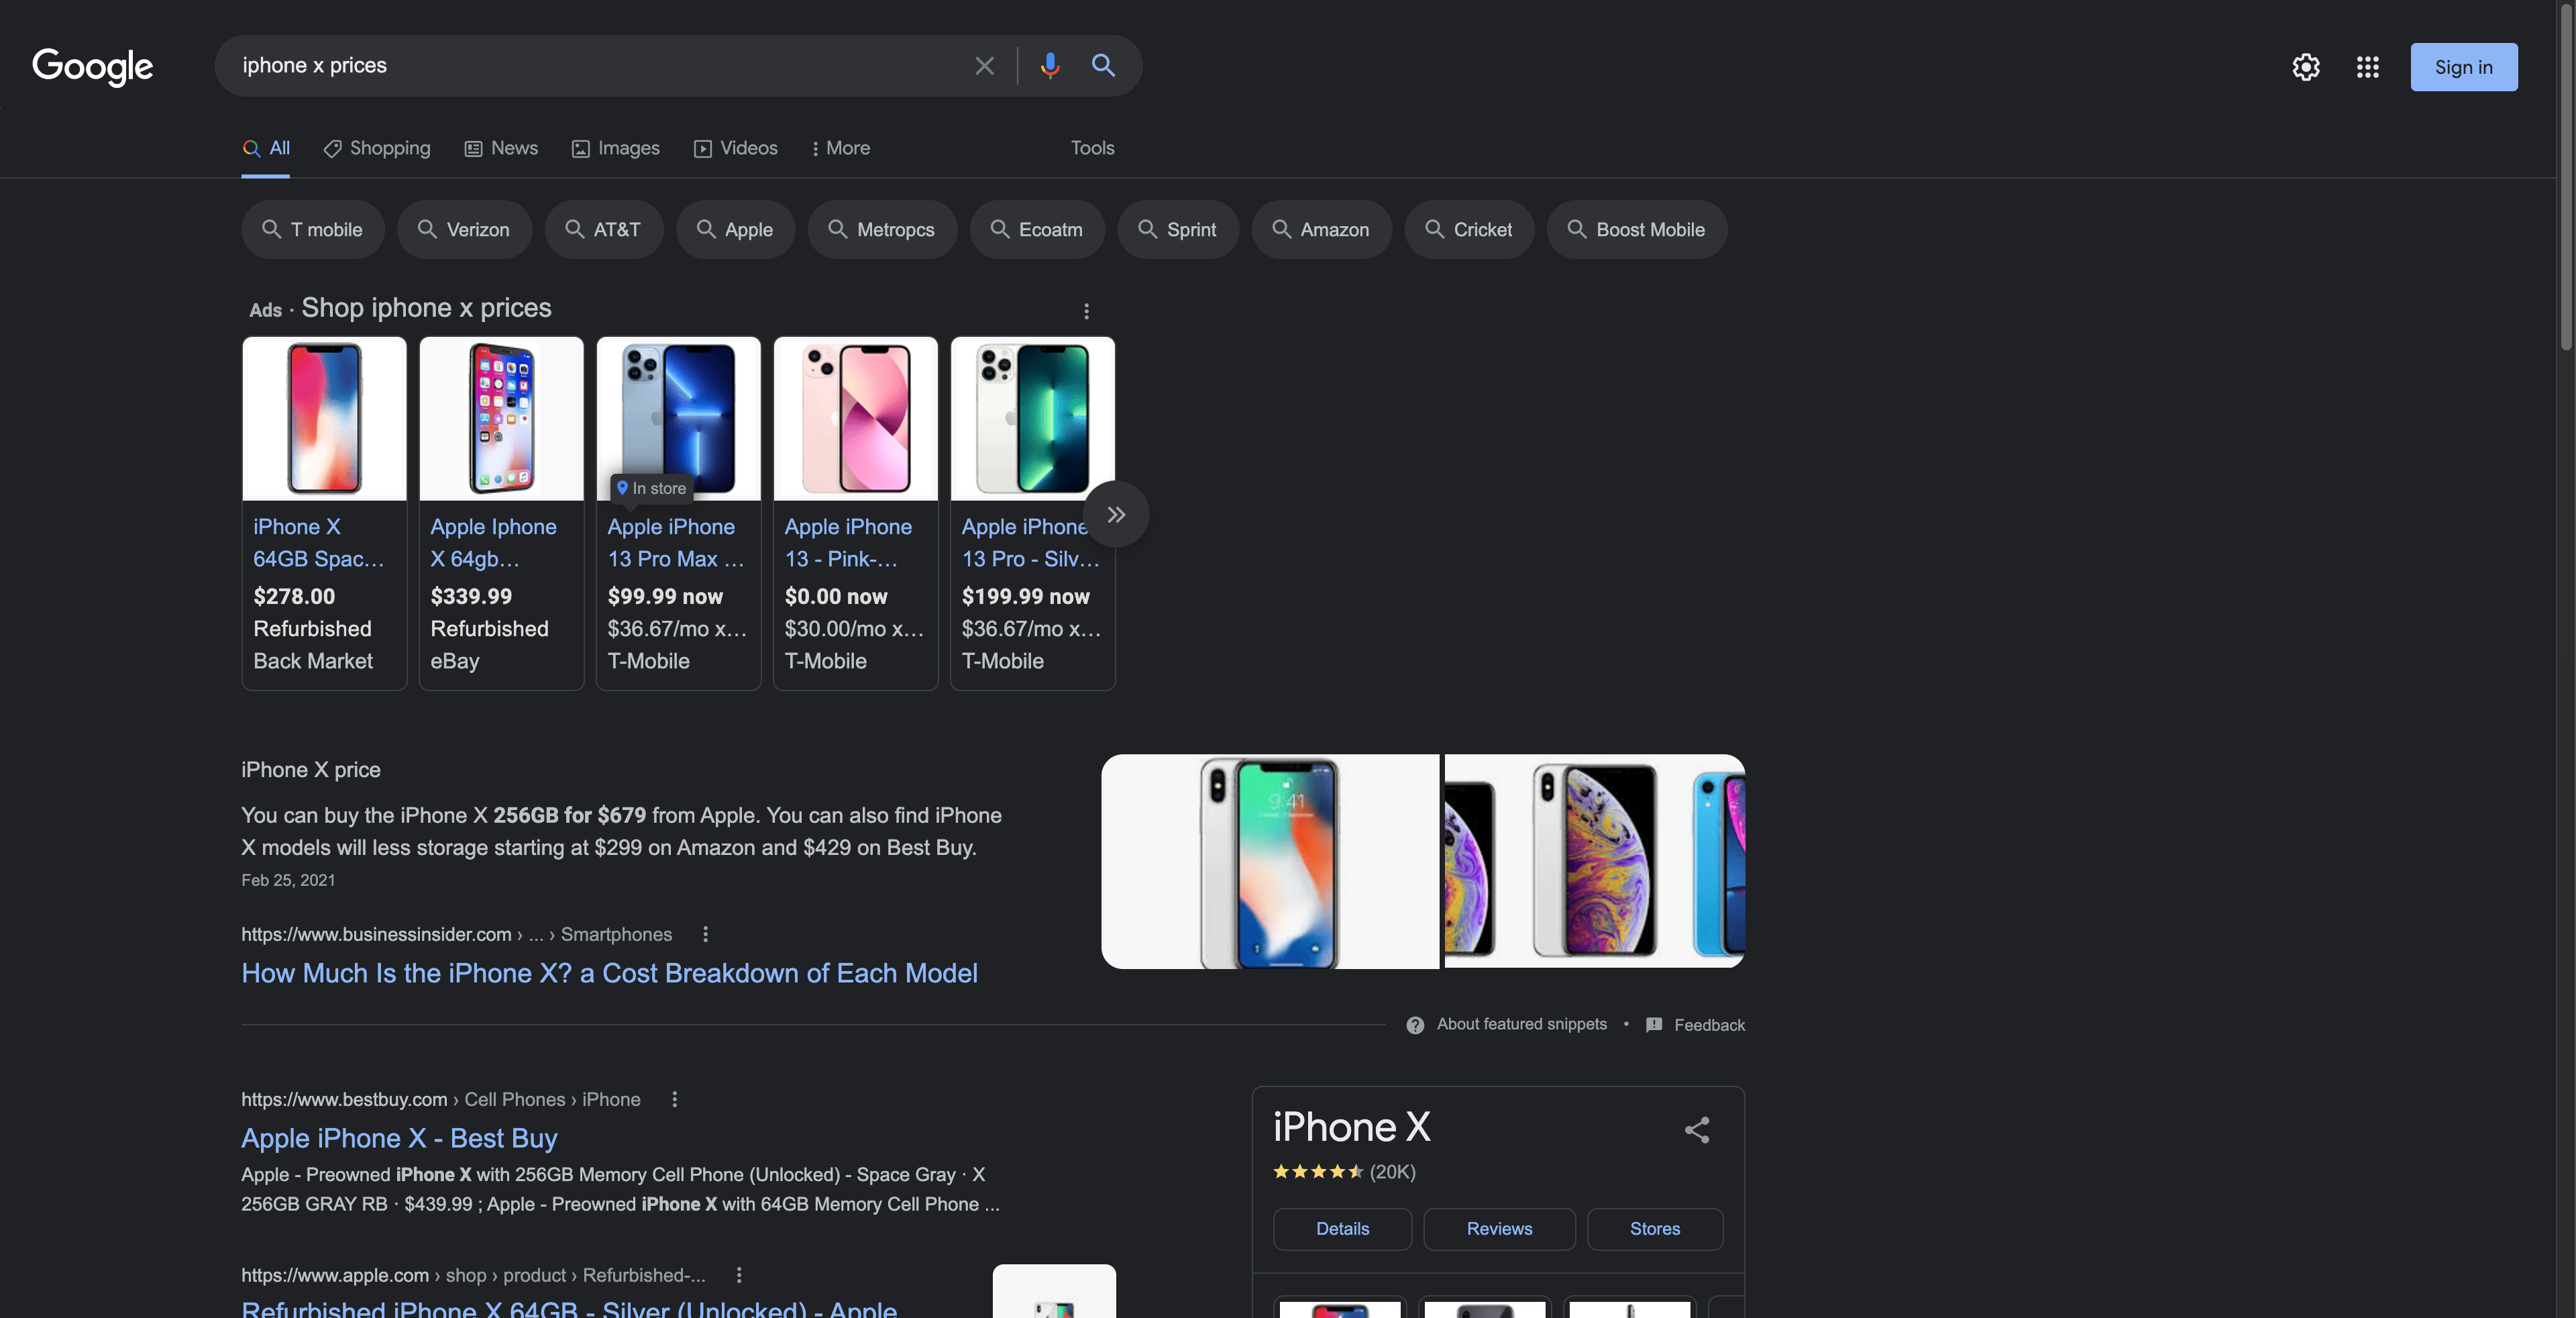 Google
iphone x prices
Sign in
All
Shopping
News
Images
Videos
More
Tools
T mobile
Verizon
AT&T
Apple
Metropcs
Ecoatm
Sprint
Amazon
Cricket
Boost Mobile
Ads · Shop iphone x prices
iPhone X
64GB Spac...
$278.00
Refurbished
Back Market
Apple Iphone
X 64gb...
$339.99
Refurbished
eBay
In store
Apple iPhone
13 Pro Max ...
$99.99 now
$36.67/mo x...
T-Mobile
Apple iPhone
13 - Pink-...
$0.00 now
$30.00/mo x...
T-Mobile
Apple iPhone
13 Pro - Silv...
$199.99 now
$36.67/mo x...
T-Mobile
iPhone X price
You can buy the iPhone X 256GB for $679 from Apple. You can also find iPhone
X models will less storage starting at $299 on Amazon and $429 on Best Buy.
Feb 25, 2021
https://www.businessinsider.com › ... › Smartphones
How Much Is the iPhone X? a Cost Breakdown of Each Model
9:41
About featured snippets • Feedback
https://www.bestbuy.com › Cell Phones › iPhone
Apple iPhone X - Best Buy
Apple - Preowned iPhone X with 256GB Memory Cell Phone (Unlocked) - Space Gray · X
256GB GRAY RB · $439.99 ; Apple - Preowned iPhone X with 64GB Memory Cell Phone ...
https://www.apple.com › shop › product › Refurbished-...
Refurbished iPhone X 64GB - Silver (Unlocked) - Apple
iPhone X
(20K)
Details
Reviews
Stores